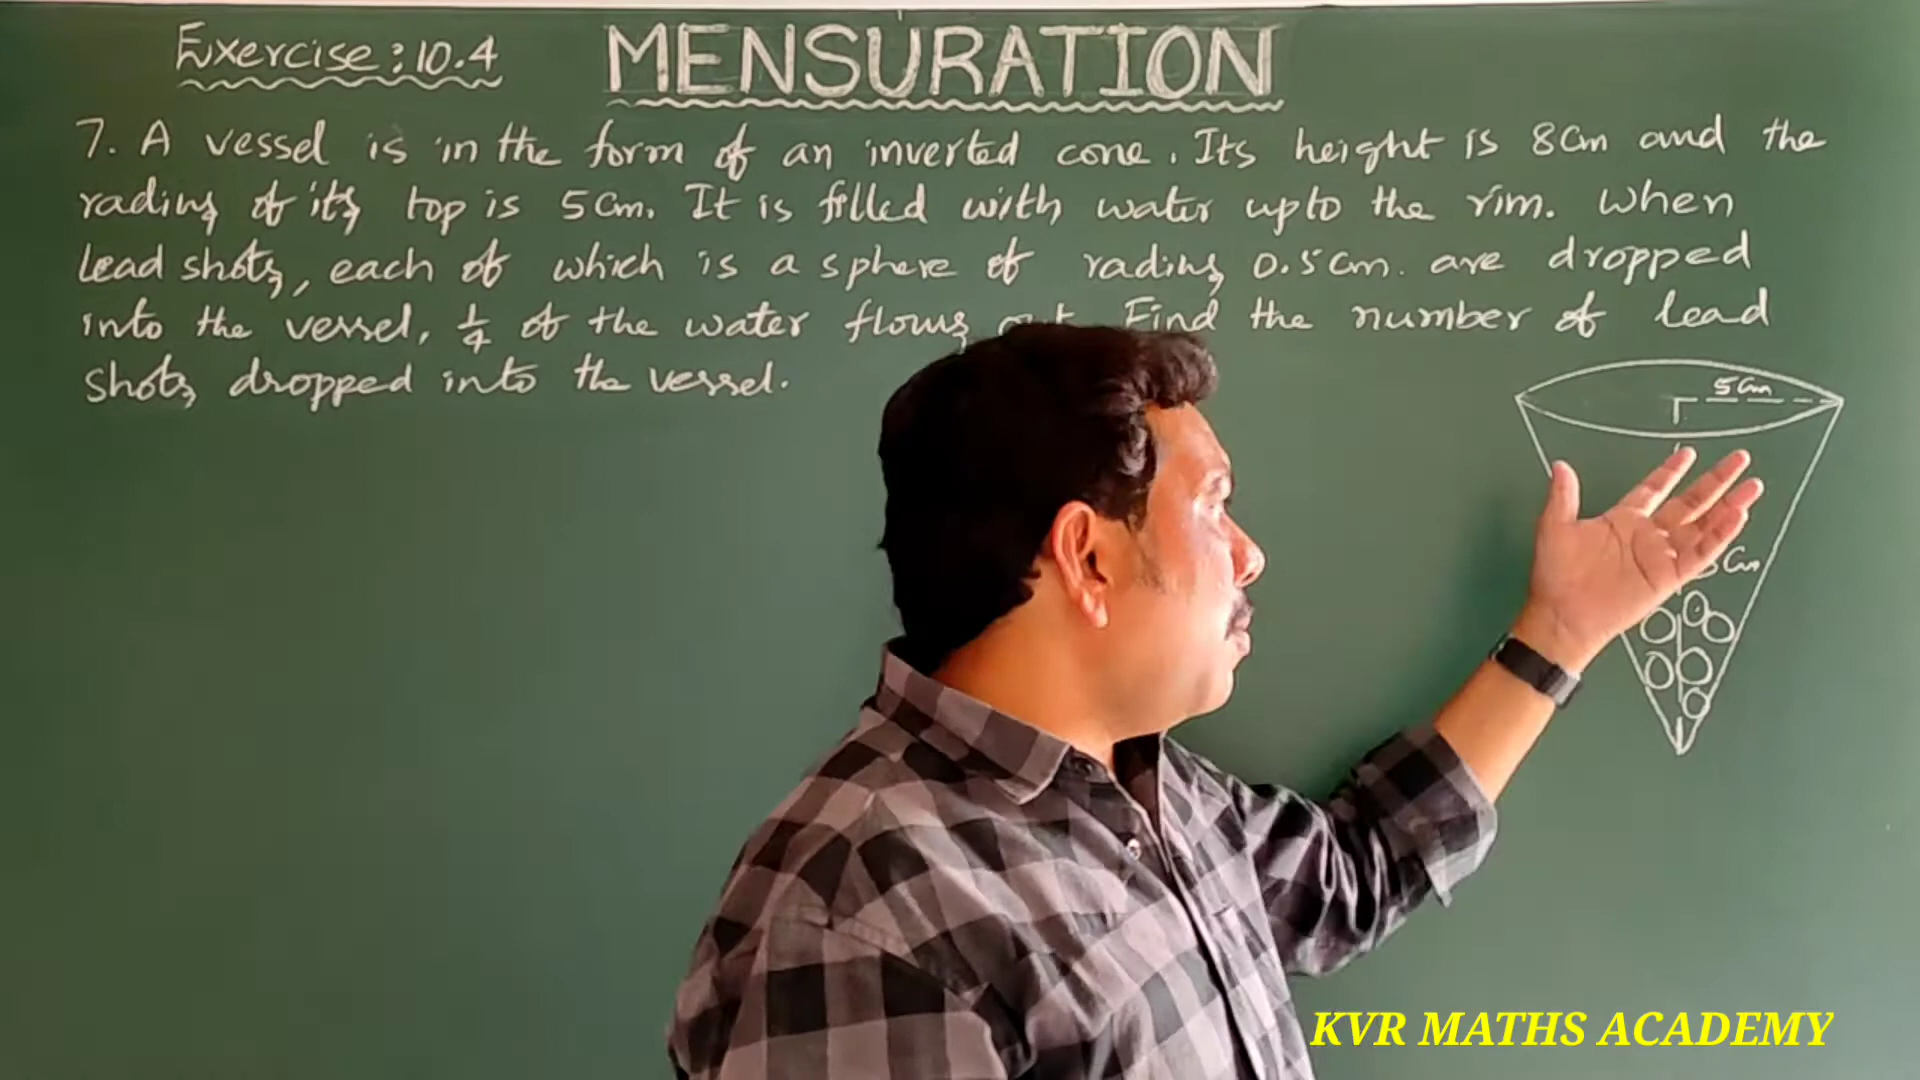 Exercise: 10.4
MENSURATION
7. A vessel is in the form of an inverted cone. Its height is 8cm and the
radius of its top is 5cm. It is filled with water upto the rim. When
lead shots, each of which is a sphere of radius 0.5cm. are dropped
into the vessel, 1/4 of the water flows Find the number of lead
shots dropped into the vessel.
5cm
cm
KVR MATHS ACADEMY